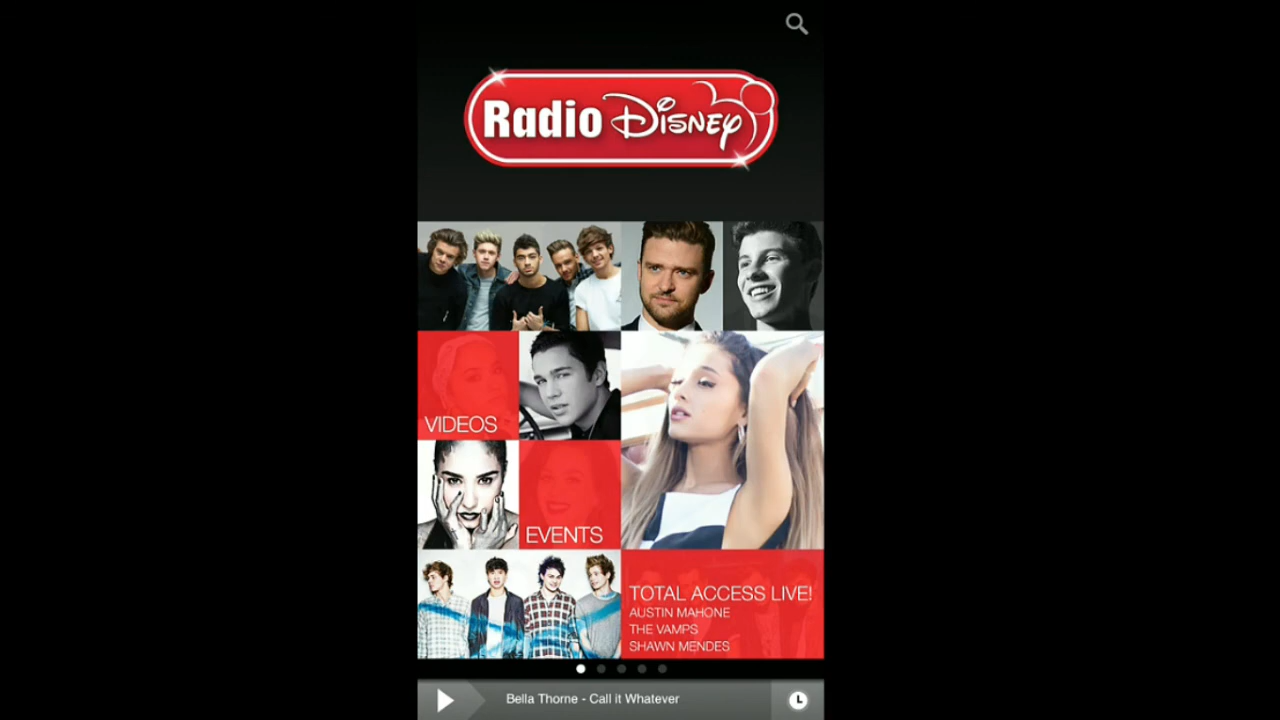 Radio Disney
VIDEOS
EVENTS
TOTAL ACCESS LIVE!
AUSTIN MAHONE
THE VAMPS
SHAWN MENDES
Bella Thorne - Call it Whatever